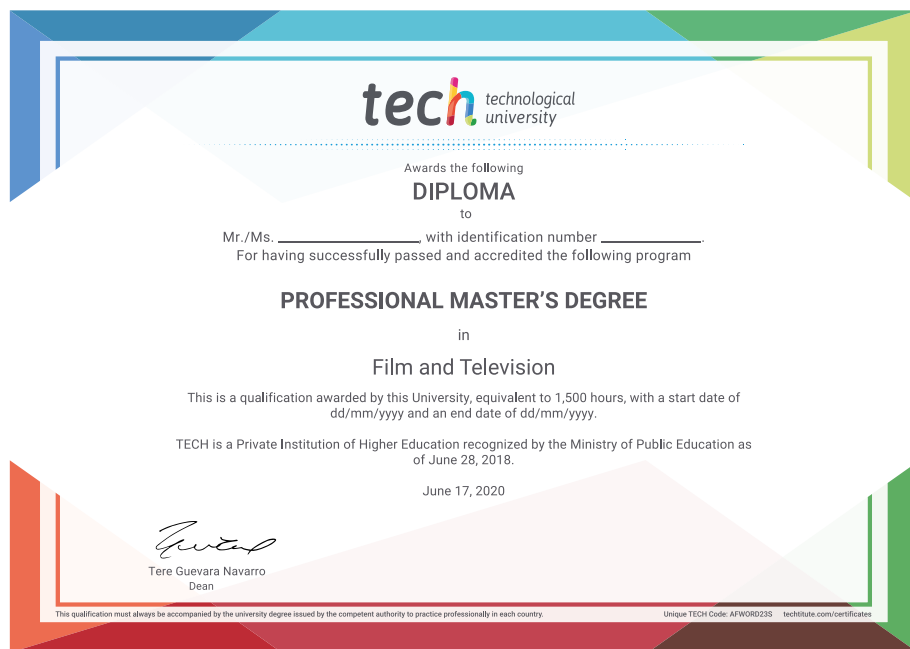 tech technological
university
Awards the following
DIPLOMA
to
Mr./Ms. ________________, with identification number ____________.
For having successfully passed and accredited the following program
PROFESSIONAL MASTER'S DEGREE
in
Film and Television
This is a qualification awarded by this University, equivalent to 1,500 hours, with a start date of
dd/mm/yyyy and an end date of dd/mm/yyyy.
TECH is a Private Institution of Higher Education recognized by the Ministry of Public Education as
of June 28, 2018.
June 17, 2020
Tere Guevara Navarro
Dean
This qualification must always be accompanied by the university degree issued by the competent authority to practice professionally in each country. Unique TECH Code: AFWORD23S techtitute.com/certificates